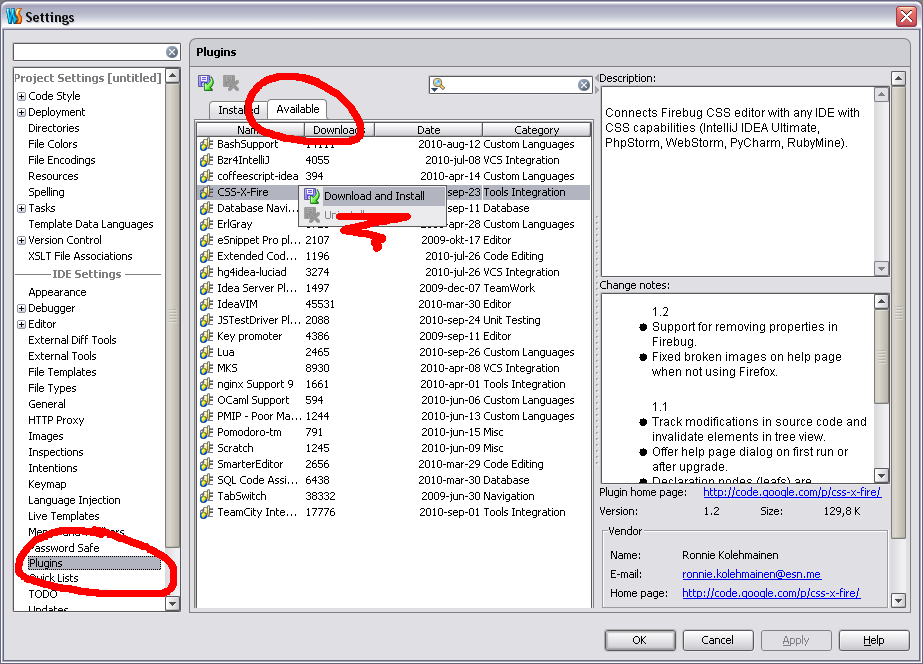 Settings
Plugins
Project Settings [untitled]
Code Style
Deployment
Directories
File Colors
File Encodings
Resources
Spelling
Tasks
Template Data Languages
Version Control
XSLT File Associations
IDE Settings
Appearance
Debugger
Editor
External Diff Tools
External Tools
File Templates
File Types
General
HTTP Proxy
Images
Inspections
Intentions
Keymap
Language Injection
Live Templates
Password Safe
Plugins
Quick Lists
TODO
Updates
Installed Available
Name Downloads Date Category
BashSupport 2010-aug-12 Custom Languages
Bzr4IntelliJ 4055 2010-jul-08 VCS Integration
coffeescript-idea 394 2010-apr-01 Custom Languages
CSS-X-Fire sep-23 Tools Integration
Database Navi... sep-11 Database
ErlGray sep-01 Custom Languages
eSnippet Pro pl... 2107 2009-okt-17 Editor
Extended Cod... 1196 2010-jul-26 Code Editing
hg4idea-luciad 3274 2010-jul-27 VCS Integration
Idea Server Pl... 1497 2009-dec-07 TeamWork
IdeaVIM 45531 2010-mar-30 Editor
JSTestDriver Pl... 2088 2010-sep-24 Unit Testing
Key promoter 4386 2009-sep-11 Editor
Lua 2465 2010-sep-26 Custom Languages
MKS 8930 2010-apr-08 VCS Integration
nginx Support 9 1661 2010-apr-01 Tools Integration
OCaml Support 594 2010-jun-06 Custom Languages
PMIP - Poor Ma... 1244 2010-jun-13 Custom Languages
Pomodoro-tm 791 2010-jun-15 Misc
Scratch 1245 2010-jun-09 Misc
SmarterEditor 2656 2010-mar-29 Code Editing
SQL Code Assi... 6438 2010-mar-30 Database
TabSwitch 38332 2009-jun-30 Navigation
TeamCity Inte... 17776 2010-sep-01 Tools Integration
Download and Install
Description:
Connects Firebug CSS editor with any IDE with
CSS capabilities (IntelliJ IDEA Ultimate,
PhpStorm, WebStorm, PyCharm, RubyMine).
Change notes:
1.2
● Support for removing properties in
Firebug.
● Fixed broken images on help page
when not using Firefox.
1.1
● Track modifications in source code and
invalidate elements in tree view.
● Offer help page dialog on first run or
after upgrade.
● Declaration nodes (leafs) are
Plugin home page: http://code.google.com/p/css-x-fire/
Version: 1.2 Size: 129,8 K
Vendor
Name: Ronnie Kolehmainen
E-mail: ronnie.kolehmainen@esn.me
Home page: http://code.google.com/p/css-x-fire/
OK Cancel Apply Help